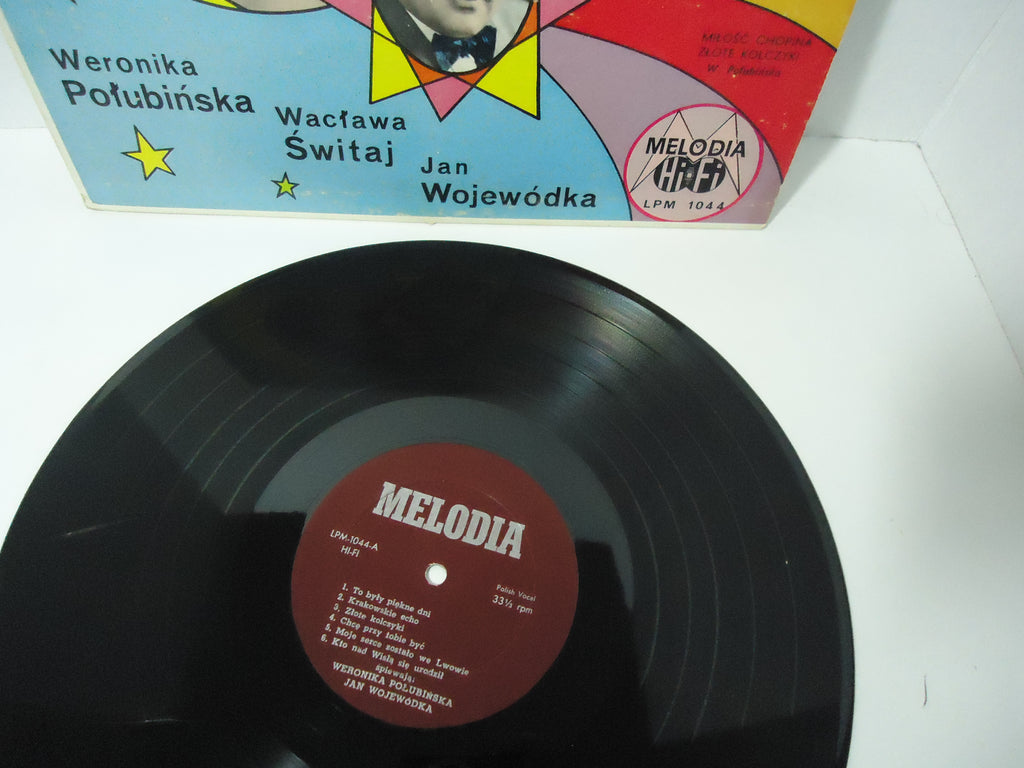 Weronika
Połubińska
Wacława
Świtaj
Jan
Wojewódka
MIŁOŚĆ CHOPINA
ZŁOTE KOLCZYKI
W. Połubińska
MELODIA
HI-FI
LPM 1044
MELODIA
LPM-1044-A
HI-FI
Polish Vocal
33⅓ rpm
1. To były piękne dni
2. Krakowskie echo
3. Złote kolczyki
4. Chcę przy tobie być
5. Moje serce zostało we Lwowie
6. Kto nad Wisłą się urodził
śpiewają:
WERONIKA POŁUBIŃSKA
JAN WOJEWÓDKA